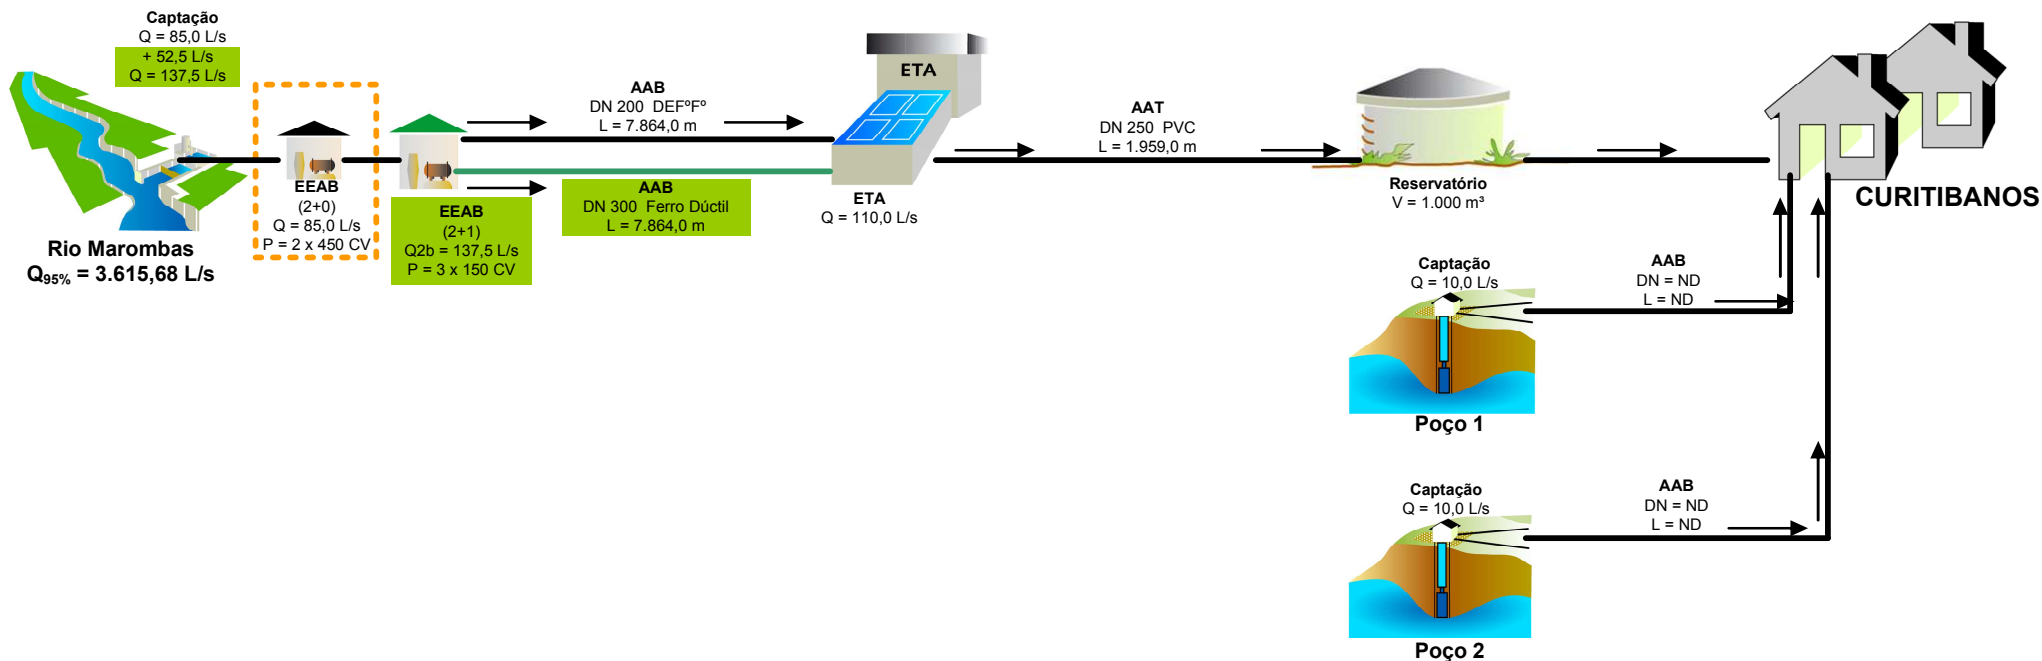 Captação
Q = 85,0 L/s
+ 52,5 L/s
Q = 137,5 L/s
Rio Marombas
Q95% = 3.615,68 L/s
EEAB
(2+0)
Q = 85,0 L/s
P = 2 x 450 CV
EEAB
(2+1)
Q2b = 137,5 L/s
P = 3 x 150 CV
AAB
DN 200 DEFºFº
L = 7.864,0 m
AAB
DN 300 Ferro Dúctil
L = 7.864,0 m
ETA
ETA
Q = 110,0 L/s
AAT
DN 250 PVC
L = 1.959,0 m
Reservatório
V = 1.000 m³
CURITIBANOS
Captação
Q = 10,0 L/s
Poço 1
AAB
DN = ND
L = ND
Captação
Q = 10,0 L/s
Poço 2
AAB
DN = ND
L = ND